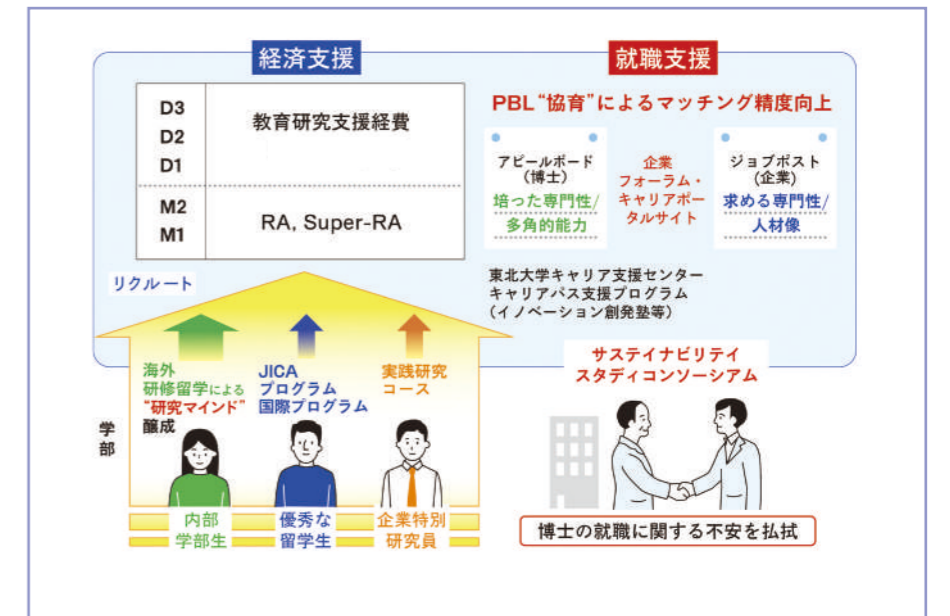 経済支援
D3
D2
D1
教育研究支援経費
M2
M1
RA, Super-RA
リクルート
海外
研修留学による
“研究マインド”
醸成
JICA
プログラム
国際プログラム
実践研究
コース
学部
内部
学部生
優秀な
留学生
企業特別
研究員
就職支援
PBL“協育”によるマッチング精度向上
アピールボード
(博士)
培った専門性/
多角的能力
企業
フォーラム・
キャリアポー
タルサイト
ジョブポスト
(企業)
求める専門性/
人材像
東北大学キャリア支援センター
キャリアパス支援プログラム
(イノベーション創発塾等)
サステイナビリティ
スタディコンソーシアム
博士の就職に関する不安を払拭